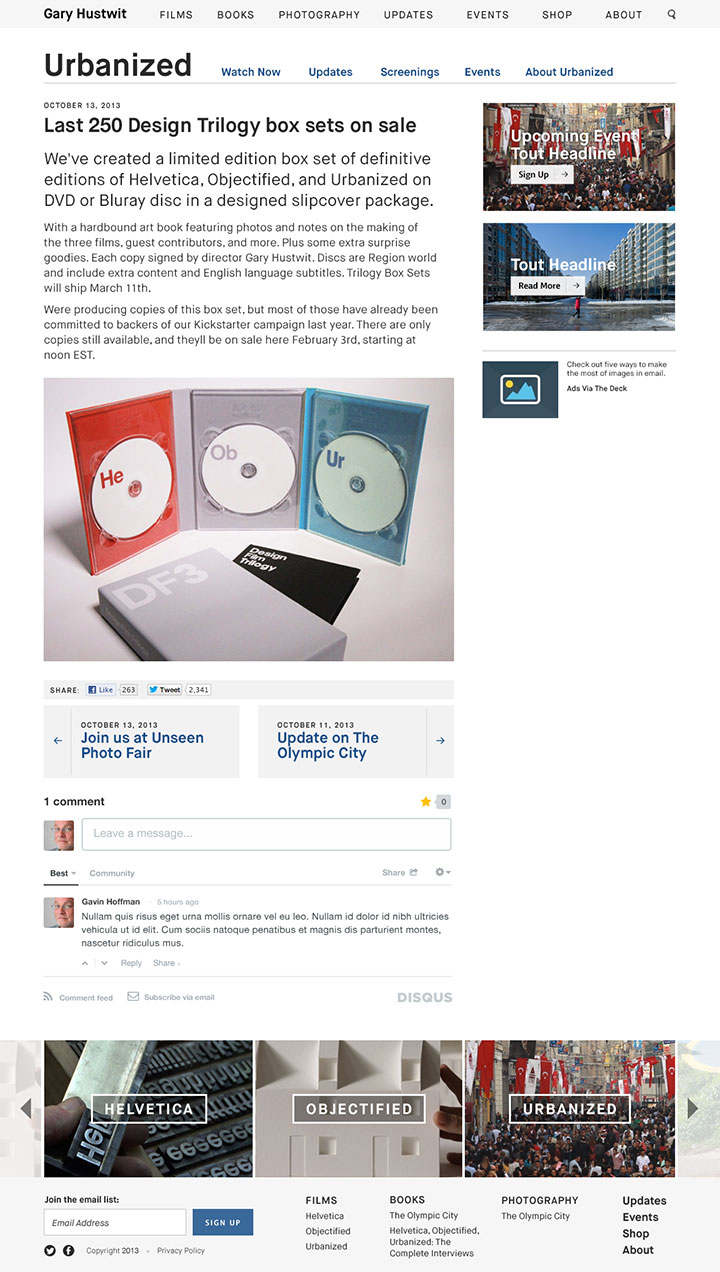 Gary Hustwit FILMS BOOKS PHOTOGRAPHY UPDATES EVENTS SHOP ABOUT
Urbanized Watch Now Updates Screenings Events About Urbanized
OCTOBER 13, 2013
Last 250 Design Trilogy box sets on sale
We've created a limited edition box set of definitive
editions of Helvetica, Objectified, and Urbanized on
DVD or Bluray disc in a designed slipcover package.
With a hardbound art book featuring photos and notes on the making of
the three films, guest contributors, and more. Plus some extra surprise
goodies. Each copy signed by director Gary Hustwit. Discs are Region world
and include extra content and English language subtitles. Trilogy Box Sets
will ship March 11th.
Were producing copies of this box set, but most of those have already been
committed to backers of our Kickstarter campaign last year. There are only
copies still available, and theyll be on sale here February 3rd, starting at
noon EST.
He
Ob
Ur
DF3
Design
Film
Trilogy
Upcoming Event
Tout Headline
Sign Up →
Tout Headline
Read More →
Check out five ways to make
the most of images in email.
Ads Via The Deck
SHARE: Like 263 Tweet 2,341
← OCTOBER 13, 2013
Join us at Unseen
Photo Fair
OCTOBER 11, 2013
Update on The
Olympic City →
1 comment 0
Leave a message...
Best Community Share
Gavin Hoffman · 5 hours ago
Nullam quis risus eget urna mollis ornare vel eu leo. Nullam id dolor id nibh ultricies
vehicula ut id elit. Cum sociis natoque penatibus et magnis dis parturient montes,
nascetur ridiculus mus.
Reply Share ›
Comment feed Subscribe via email DISQUS
Hel
HELVETICA
OBJECTIFIED
URBANIZED
Join the email list:
Email Address SIGN UP
Copyright 2013 • Privacy Policy
FILMS
Helvetica
Objectified
Urbanized
BOOKS
The Olympic City
Helvetica, Objectified,
Urbanized: The
Complete Interviews
PHOTOGRAPHY
The Olympic City
Updates
Events
Shop
About